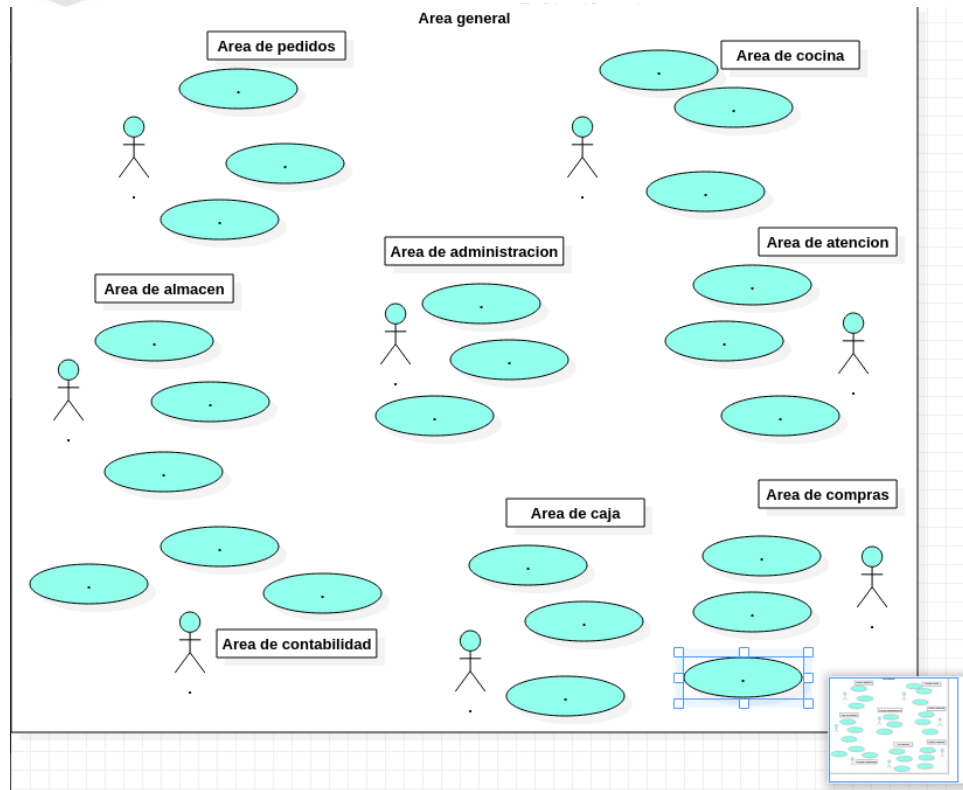 Area general
Area de pedidos
Area de cocina
Area de administracion
Area de atencion
Area de almacen
Area de compras
Area de caja
Area de contabilidad